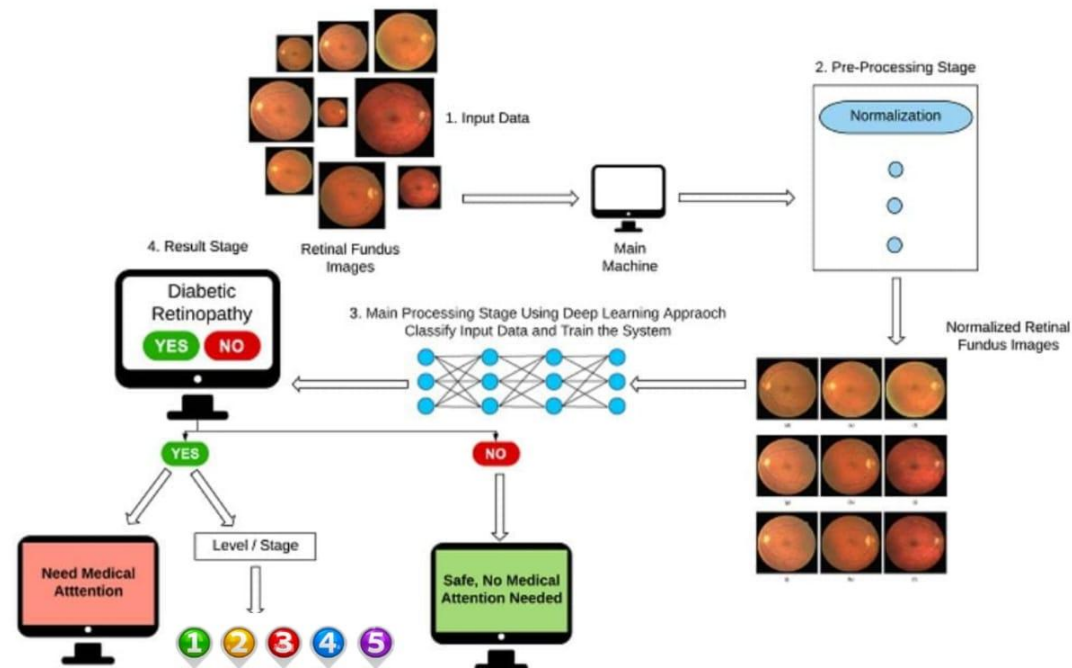 1. Input Data
Retinal Fundus
Images
Main
Machine
2. Pre-Processing Stage
Normalization
Normalized Retinal
Fundus Images
3. Main Processing Stage Using Deep Learning Appraoch
Classify Input Data and Train the System
4. Result Stage
Diabetic
Retinopathy
YES NO
YES
NO
Need Medical
Atttention
Level / Stage
Safe, No Medical
Attention Needed
1 2 3 4 5